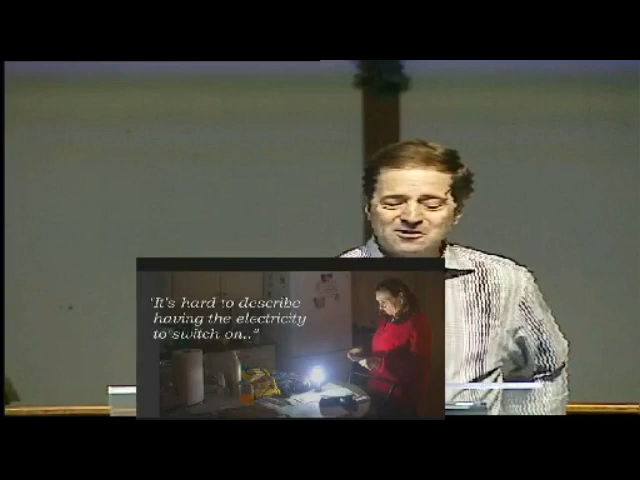 "It's hard to describe
having the electricity
to switch on.."